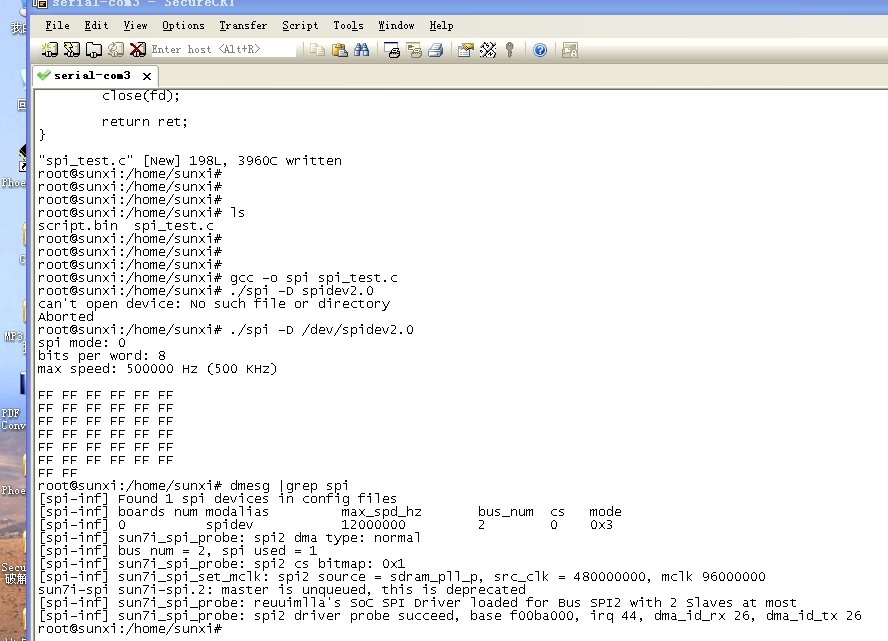 serial-com3 - SecureCRT
File Edit View Options Transfer Script Tools Window Help
Enter host <Alt+R>
serial-com3
close(fd);
return ret;
}
"spi_test.c" [New] 198L, 3960C written
root@sunxi:/home/sunxi#
root@sunxi:/home/sunxi#
root@sunxi:/home/sunxi#
root@sunxi:/home/sunxi# ls
script.bin  spi_test.c
root@sunxi:/home/sunxi#
root@sunxi:/home/sunxi#
root@sunxi:/home/sunxi#
root@sunxi:/home/sunxi# gcc -o spi spi_test.c
root@sunxi:/home/sunxi# ./spi -D spidev2.0
can't open device: No such file or directory
Aborted
root@sunxi:/home/sunxi# ./spi -D /dev/spidev2.0
spi mode: 0
bits per word: 8
max speed: 500000 Hz (500 KHz)
FF FF FF FF FF FF
FF FF FF FF FF FF
FF FF FF FF FF FF
FF FF FF FF FF FF
FF FF FF FF FF FF
FF FF FF FF FF FF
FF FF
root@sunxi:/home/sunxi# dmesg |grep spi
[spi-inf] Found 1 spi devices in config files
[spi-inf] boards num modalias max_spd_hz bus_num cs mode
[spi-inf] 0 spidev 12000000 2 0 0x3
[spi-inf] sun7i_spi_probe: spi2 dma type: normal
[spi-inf] bus num = 2, spi used = 1
[spi-inf] sun7i_spi_probe: spi2 cs bitmap: 0x1
[spi-inf] sun7i_spi_set_mclk: spi2 source = sdram_pll_p, src_clk = 480000000, mclk 96000000
sun7i-spi sun7i-spi.2: master is unqueued, this is deprecated
[spi-inf] sun7i_spi_probe: reuuimlla's SoC SPI Driver loaded for Bus SPI2 with 2 Slaves at most
[spi-inf] sun7i_spi_probe: spi2 driver probe succeed, base f00ba000, irq 44, dma_id_rx 26, dma_id_tx 26
root@sunxi:/home/sunxi#
我的
Phoe
MP3
PDF
Conv
Phoe
Secu
破解